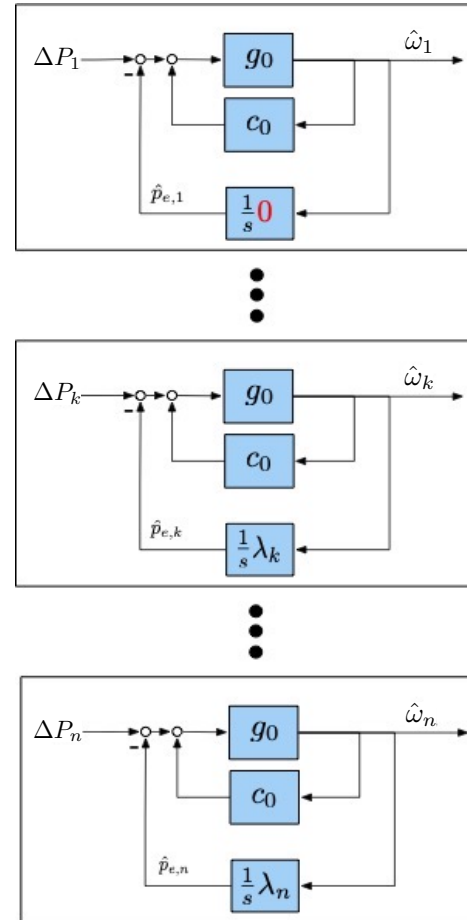 ΔP₁ - g₀ ω̂₁
c₀
p̂ₑ,₁ 1/s 0
ΔPₖ - g₀ ω̂ₖ
c₀
p̂ₑ,ₖ 1/s λₖ
ΔPₙ - g₀ ω̂ₙ
c₀
p̂ₑ,ₙ 1/s λₙ